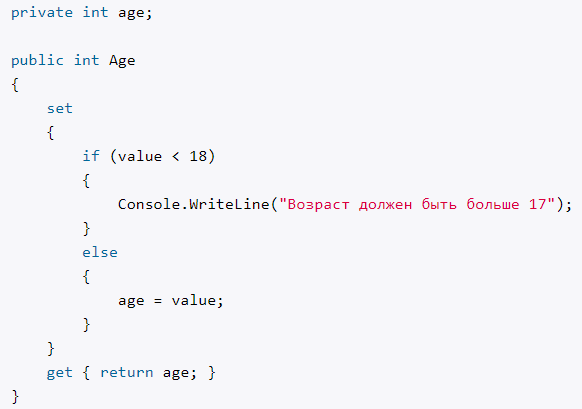 private int age;
public int Age
{
    set
    {
        if (value < 18)
        {
            Console.WriteLine("Возраст должен быть больше 17");
        }
        else
        {
            age = value;
        }
    }
    get { return age; }
}